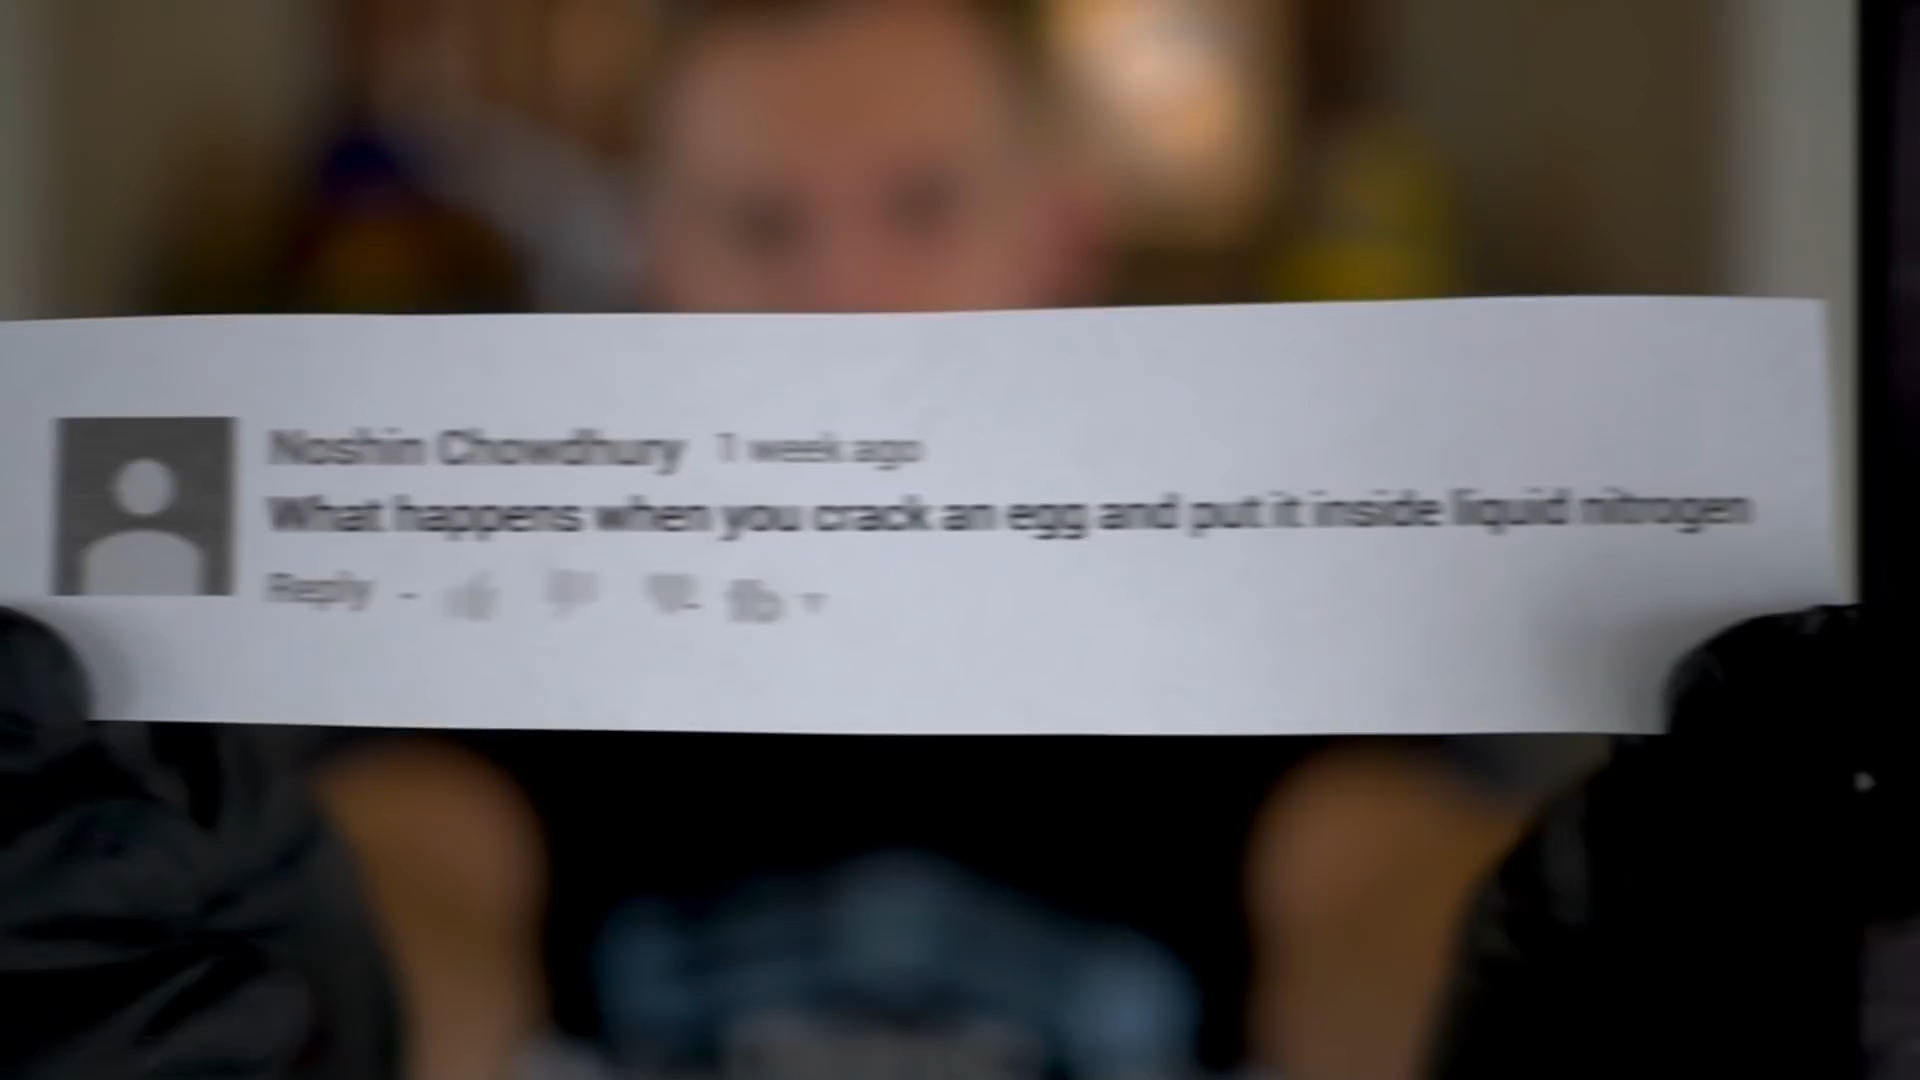 Noshin Chowdhury 1 week ago
What happens when you crack an egg and put it inside liquid nitrogen
Reply